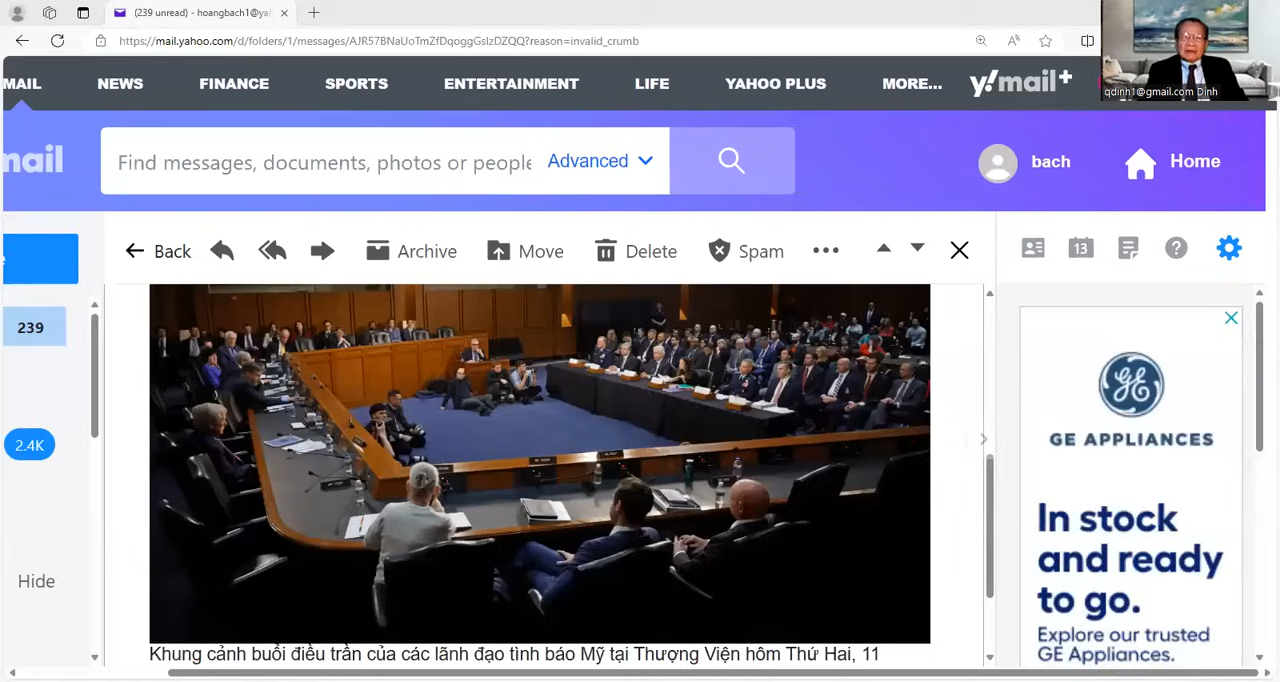 (239 unread) - hoangbach1@yah
https://mail.yahoo.com/d/folders/1/messages/AJR57BNaUoTmZfDqoggGsIzDZQQ?reason=invalid_crumb
qdinh1@gmail.com Dinh
MAIL NEWS FINANCE SPORTS ENTERTAINMENT LIFE YAHOO PLUS MORE... y!mail+
mail Find messages, documents, photos or people Advanced bach Home
Back Archive Move Delete Spam 13
239
2.4K
Hide
GE APPLIANCES
In stock
and ready
to go.
Explore our trusted
GE Appliances.
Khung cảnh buổi điều trần của các lãnh đạo tình báo Mỹ tại Thượng Viện hôm Thứ Hai, 11